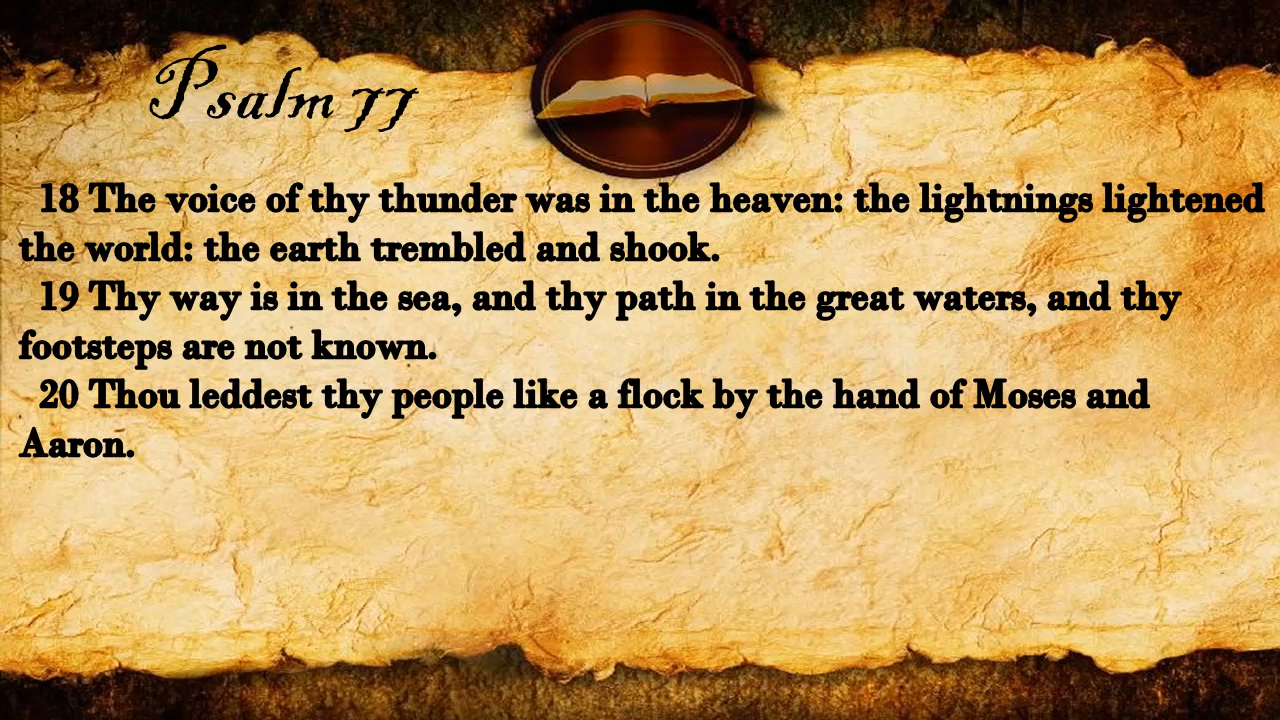 Psalm 77
18 The voice of thy thunder was in the heaven: the lightnings lightened
the world: the earth trembled and shook.
19 Thy way is in the sea, and thy path in the great waters, and thy
footsteps are not known.
20 Thou leddest thy people like a flock by the hand of Moses and
Aaron.